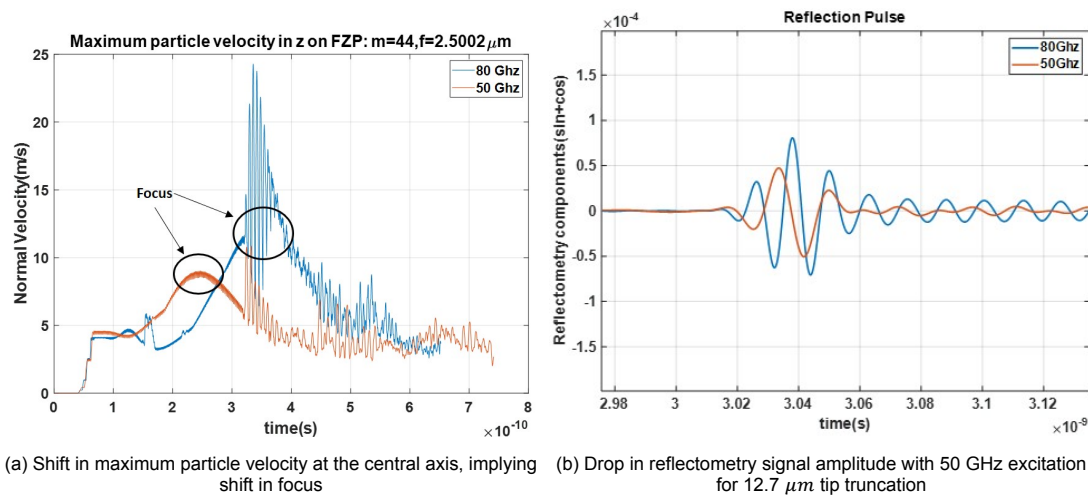 Maximum particle velocity in z on FZP: m=44,f=2.5002μm
25
20
15
10
5
0
Normal Velocity(m/s)
80 Ghz
50 Ghz
Focus
0 1 2 3 4 5 6 7 8
time(s)
×10⁻¹⁰
(a) Shift in maximum particle velocity at the central axis, implying
shift in focus
Reflection Pulse
×10⁻⁴
1.5
1
0.5
0
-0.5
-1
-1.5
Reflectometry components(sin+cos)
80Ghz
50Ghz
2.98 3 3.02 3.04 3.06 3.08 3.1 3.12
time(s)
×10⁻⁹
(b) Drop in reflectometry signal amplitude with 50 GHz excitation
for 12.7 μm tip truncation